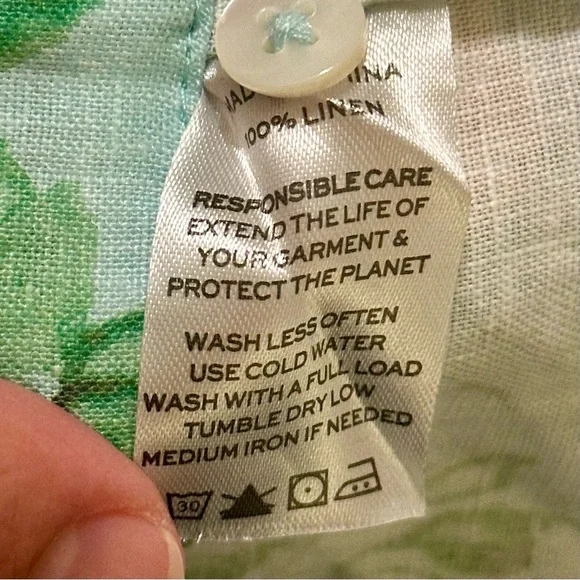 100% LINEN
RESPONSIBLE CARE
EXTEND THE LIFE OF
YOUR GARMENT &
PROTECT THE PLANET
WASH LESS OFTEN
USE COLD WATER
WASH WITH A FULL LOAD
TUMBLE DRY LOW
MEDIUM IRON IF NEEDED
30